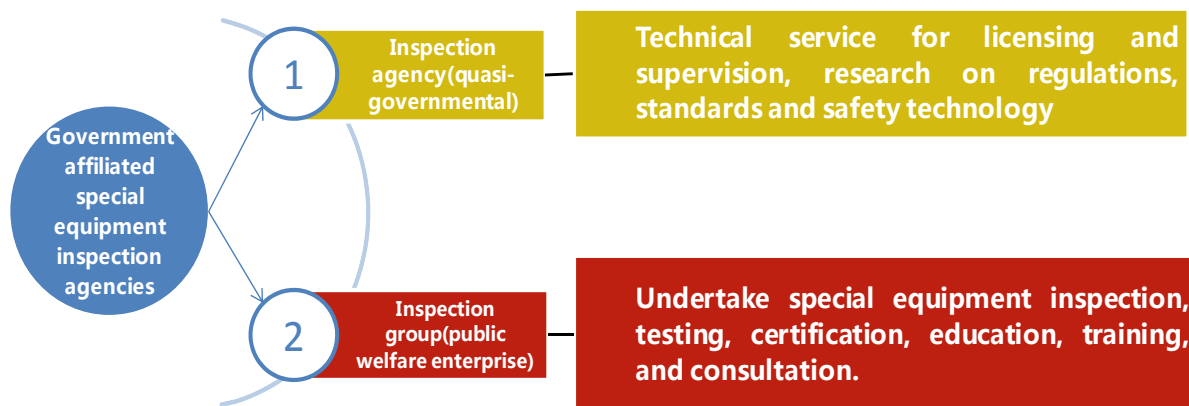 Government
affiliated
special
equipment
inspection
agencies
1
Inspection
agency(quasi-
governmental)
Technical service for licensing and
supervision, research on regulations,
standards and safety technology
2
Inspection
group(public
welfare enterprise)
Undertake special equipment inspection,
testing, certification, education, training,
and consultation.